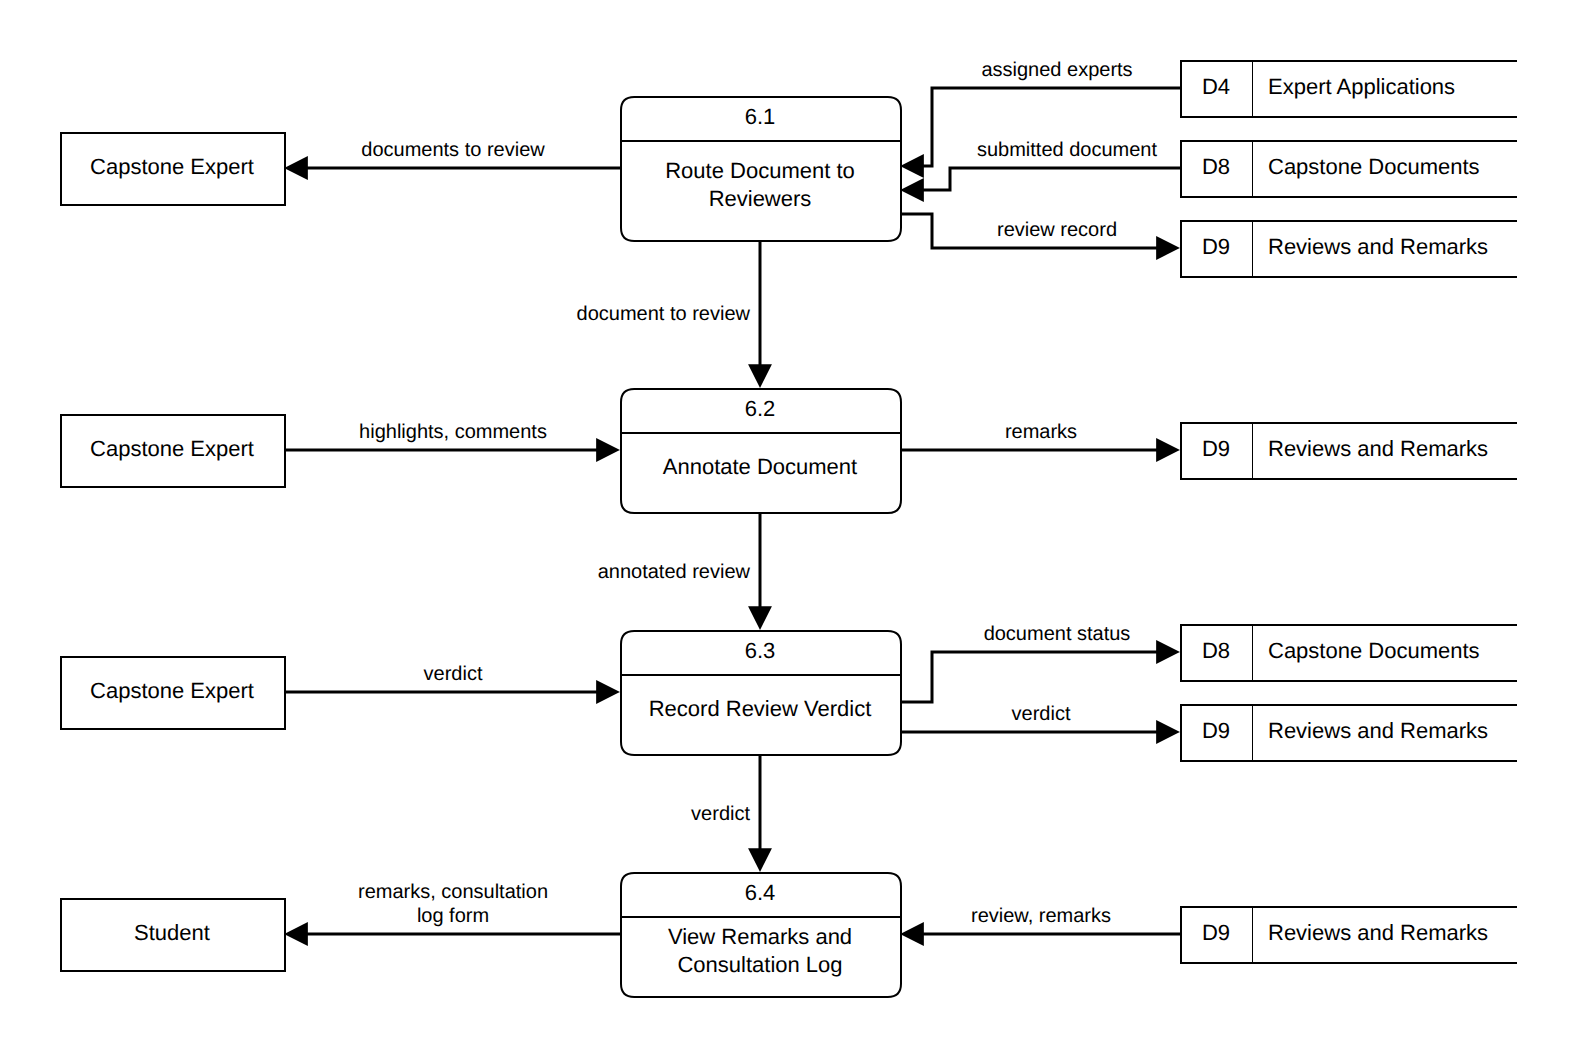 assigned experts
D4 Expert Applications
6.1
Capstone Expert
documents to review
Route Document to
Reviewers
submitted document
D8 Capstone Documents
review record
D9 Reviews and Remarks
document to review
6.2
Capstone Expert
highlights, comments
Annotate Document
remarks
D9 Reviews and Remarks
annotated review
6.3
Capstone Expert
verdict
Record Review Verdict
document status
D8 Capstone Documents
verdict
D9 Reviews and Remarks
verdict
6.4
Student
remarks, consultation
log form
View Remarks and
Consultation Log
review, remarks
D9 Reviews and Remarks